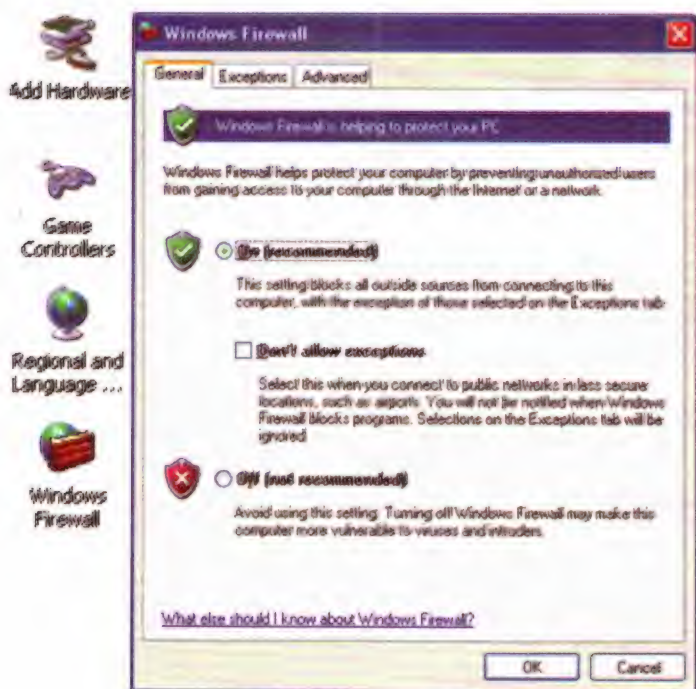 Add Hardware
Game
Controllers
Regional and
Language ...
Windows
Firewall
Windows Firewall
General Exceptions Advanced
Windows Firewall is helping to protect your PC
Windows Firewall helps protect your computer by preventing unauthorized users
from gaining access to your computer through the Internet or a network.
On (recommended)
This setting blocks all outside sources from connecting to this
computer, with the exception of those selected on the Exceptions tab.
Don't allow exceptions
Select this when you connect to public networks in less secure
locations, such as airports. You will not be notified when Windows
Firewall blocks programs. Selections on the Exceptions tab will be
ignored.
Off (not recommended)
Avoid using this setting. Turning off Windows Firewall may make this
computer more vulnerable to viruses and intruders.
What else should I know about Windows Firewall?
OK Cancel